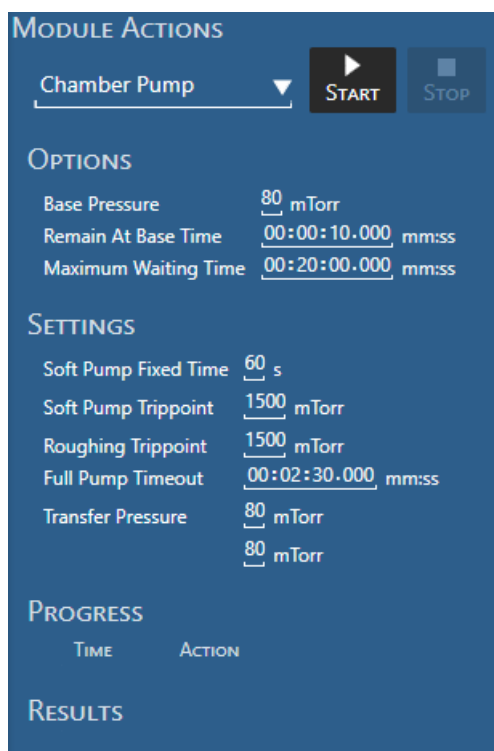 Module Actions
Chamber Pump
Start
Stop
Options
Base Pressure 80 mTorr
Remain At Base Time 00:00:10.000 mm:ss
Maximum Waiting Time 00:20:00.000 mm:ss
Settings
Soft Pump Fixed Time 60 s
Soft Pump Trippoint 1500 mTorr
Roughing Trippoint 1500 mTorr
Full Pump Timeout 00:02:30.000 mm:ss
Transfer Pressure 80 mTorr
80 mTorr
Progress
Time Action
Results